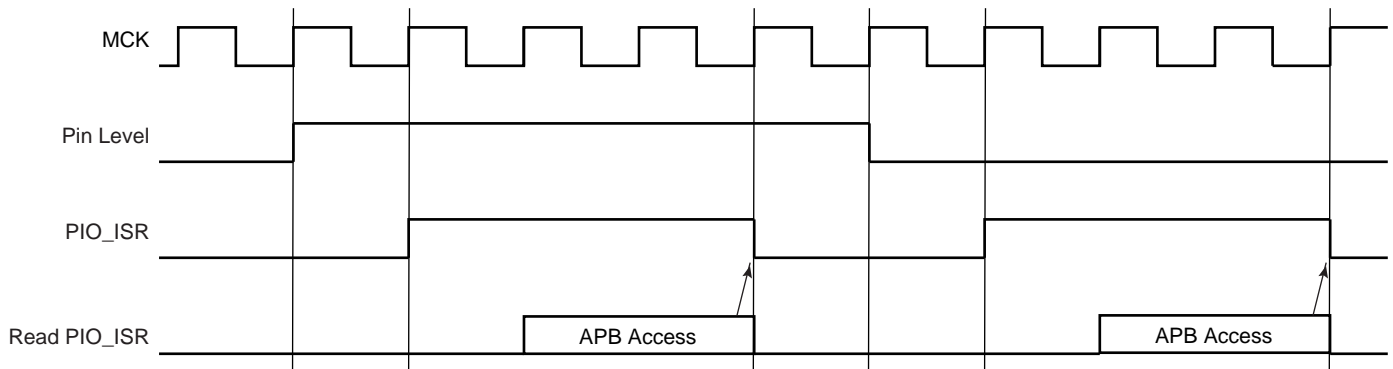 MCK
Pin Level
PIO_ISR
Read PIO_ISR
APB Access
APB Access